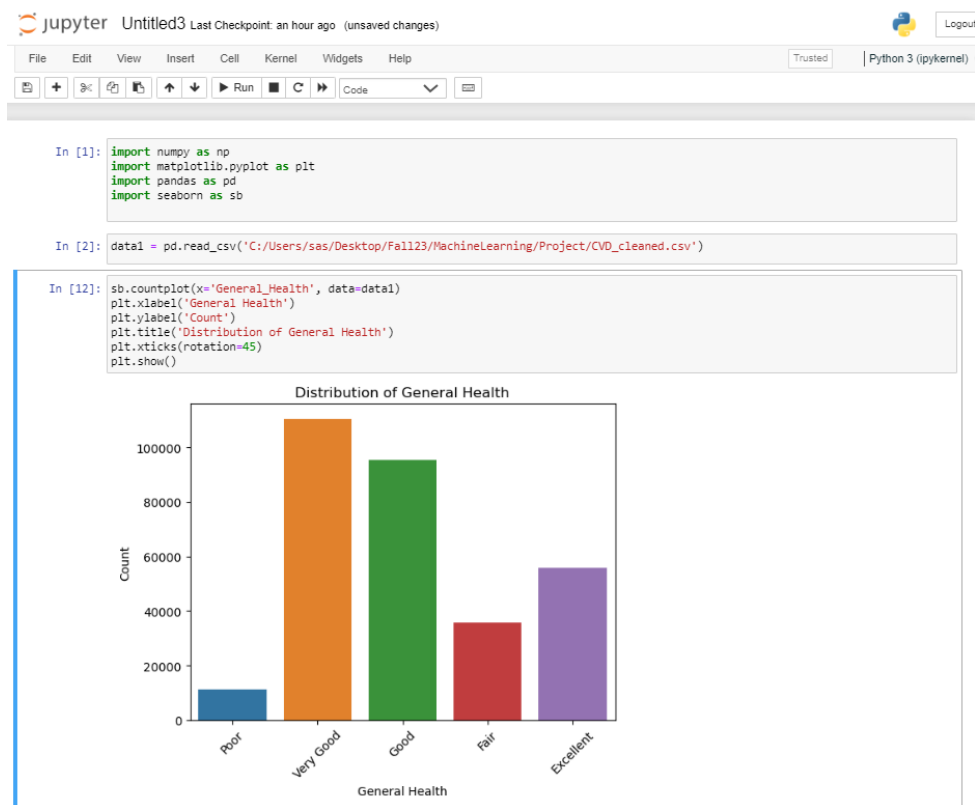 jupyter Untitled3 Last Checkpoint: an hour ago (unsaved changes)
Logout
File Edit View Insert Cell Kernel Widgets Help
Trusted
Python 3 (ipykernel)
Run
Code
In [1]: import numpy as np
import matplotlib.pyplot as plt
import pandas as pd
import seaborn as sb
In [2]: data1 = pd.read_csv('C:/Users/sas/Desktop/Fall23/MachineLearning/Project/CVD_cleaned.csv')
In [12]: sb.countplot(x='General_Health', data=data1)
plt.xlabel('General Health')
plt.ylabel('Count')
plt.title('Distribution of General Health')
plt.xticks(rotation=45)
plt.show()
Distribution of General Health
100000
80000
60000
40000
20000
0
Count
Poor Very Good Good Fair Excellent
General Health